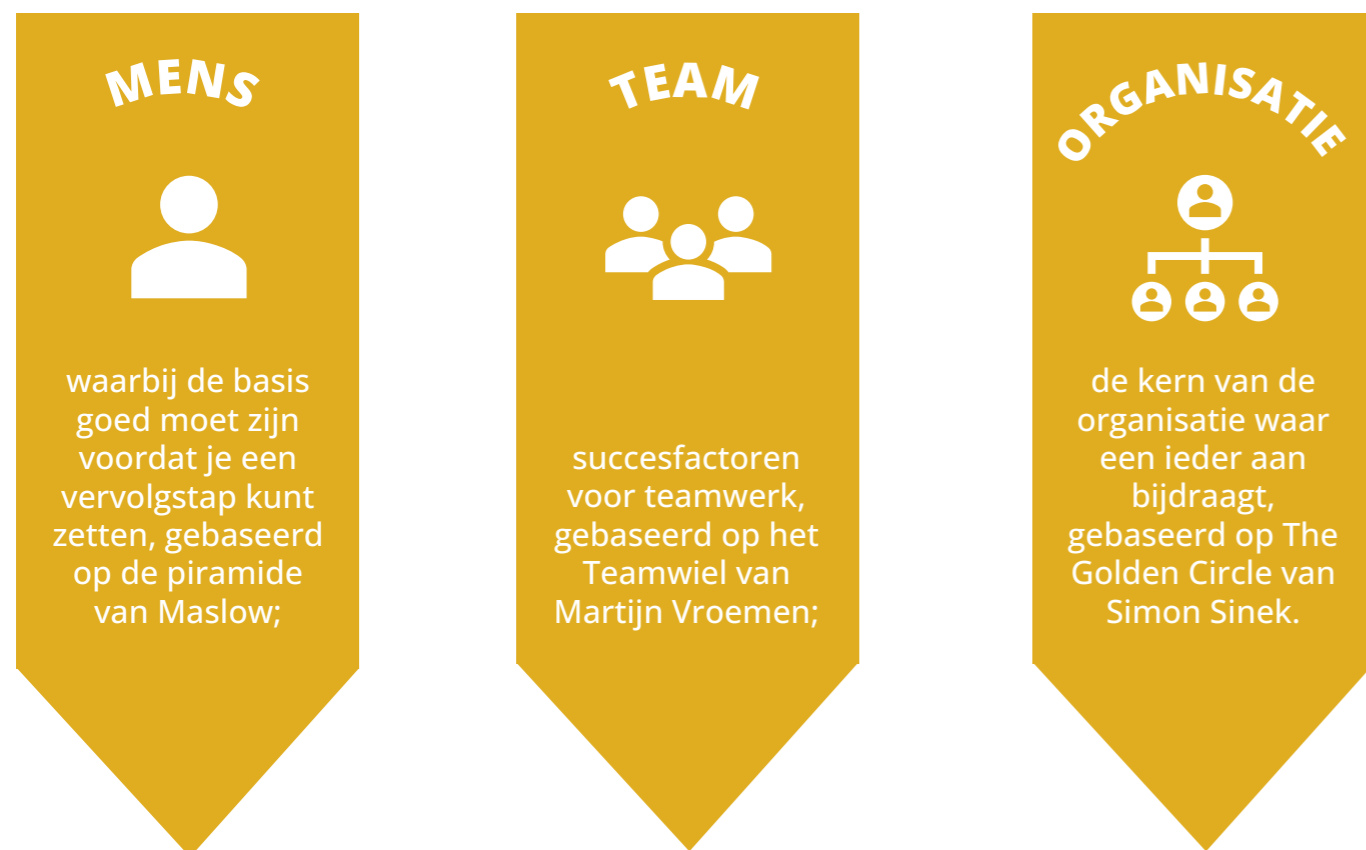 MENS
waarbij de basis
goed moet zijn
voordat je een
vervolgstap kunt
zetten, gebaseerd
op de piramide
van Maslow;
TEAM
succesfactoren
voor teamwerk,
gebaseerd op het
Teamwiel van
Martijn Vroemen;
ORGANISATIE
de kern van de
organisatie waar
een ieder aan
bijdraagt,
gebaseerd op The
Golden Circle van
Simon Sinek.